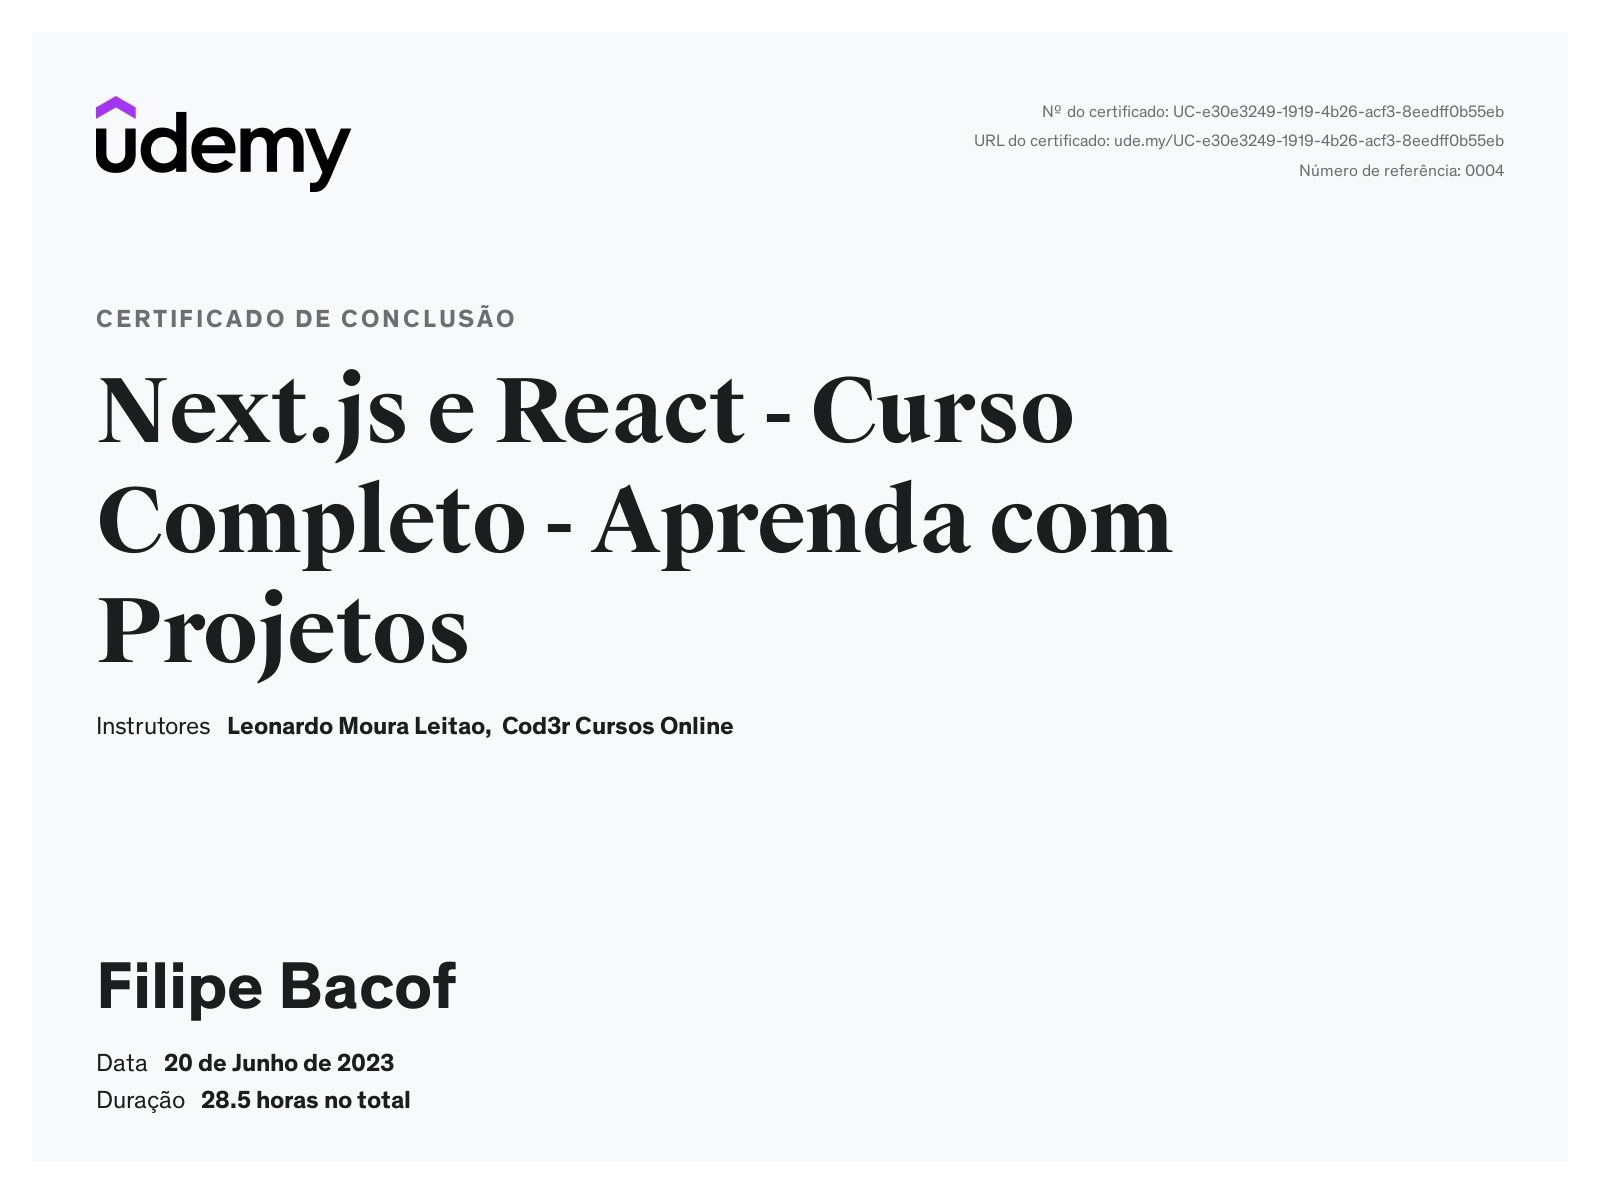 udemy
Nº do certificado: UC-e30e3249-1919-4b26-acf3-8eedff0b55eb
URL do certificado: ude.my/UC-e30e3249-1919-4b26-acf3-8eedff0b55eb
Número de referência: 0004
CERTIFICADO DE CONCLUSÃO
Next.js e React - Curso
Completo - Aprenda com
Projetos
Instrutores Leonardo Moura Leitao, Cod3r Cursos Online
Filipe Bacof
Data 20 de Junho de 2023
Duração 28.5 horas no total